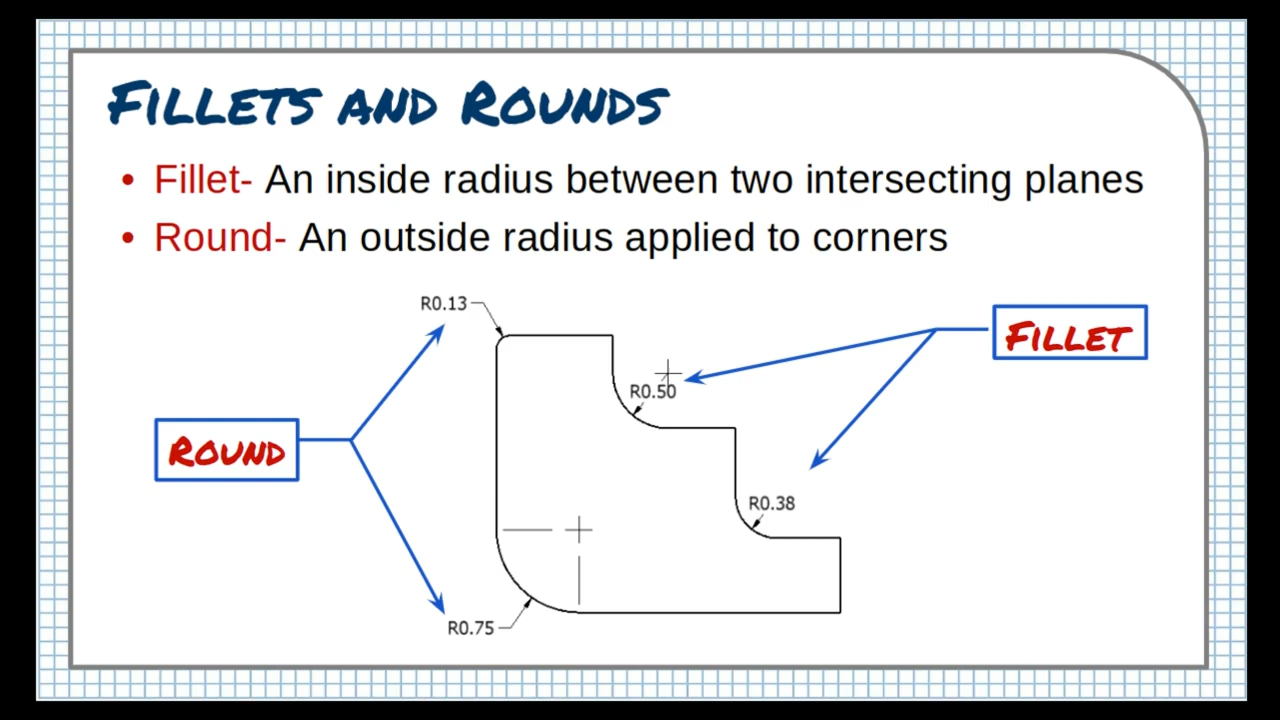 Fillets and Rounds
• Fillet- An inside radius between two intersecting planes
• Round- An outside radius applied to corners
R0.13
Fillet
R0.50
Round
R0.38
R0.75